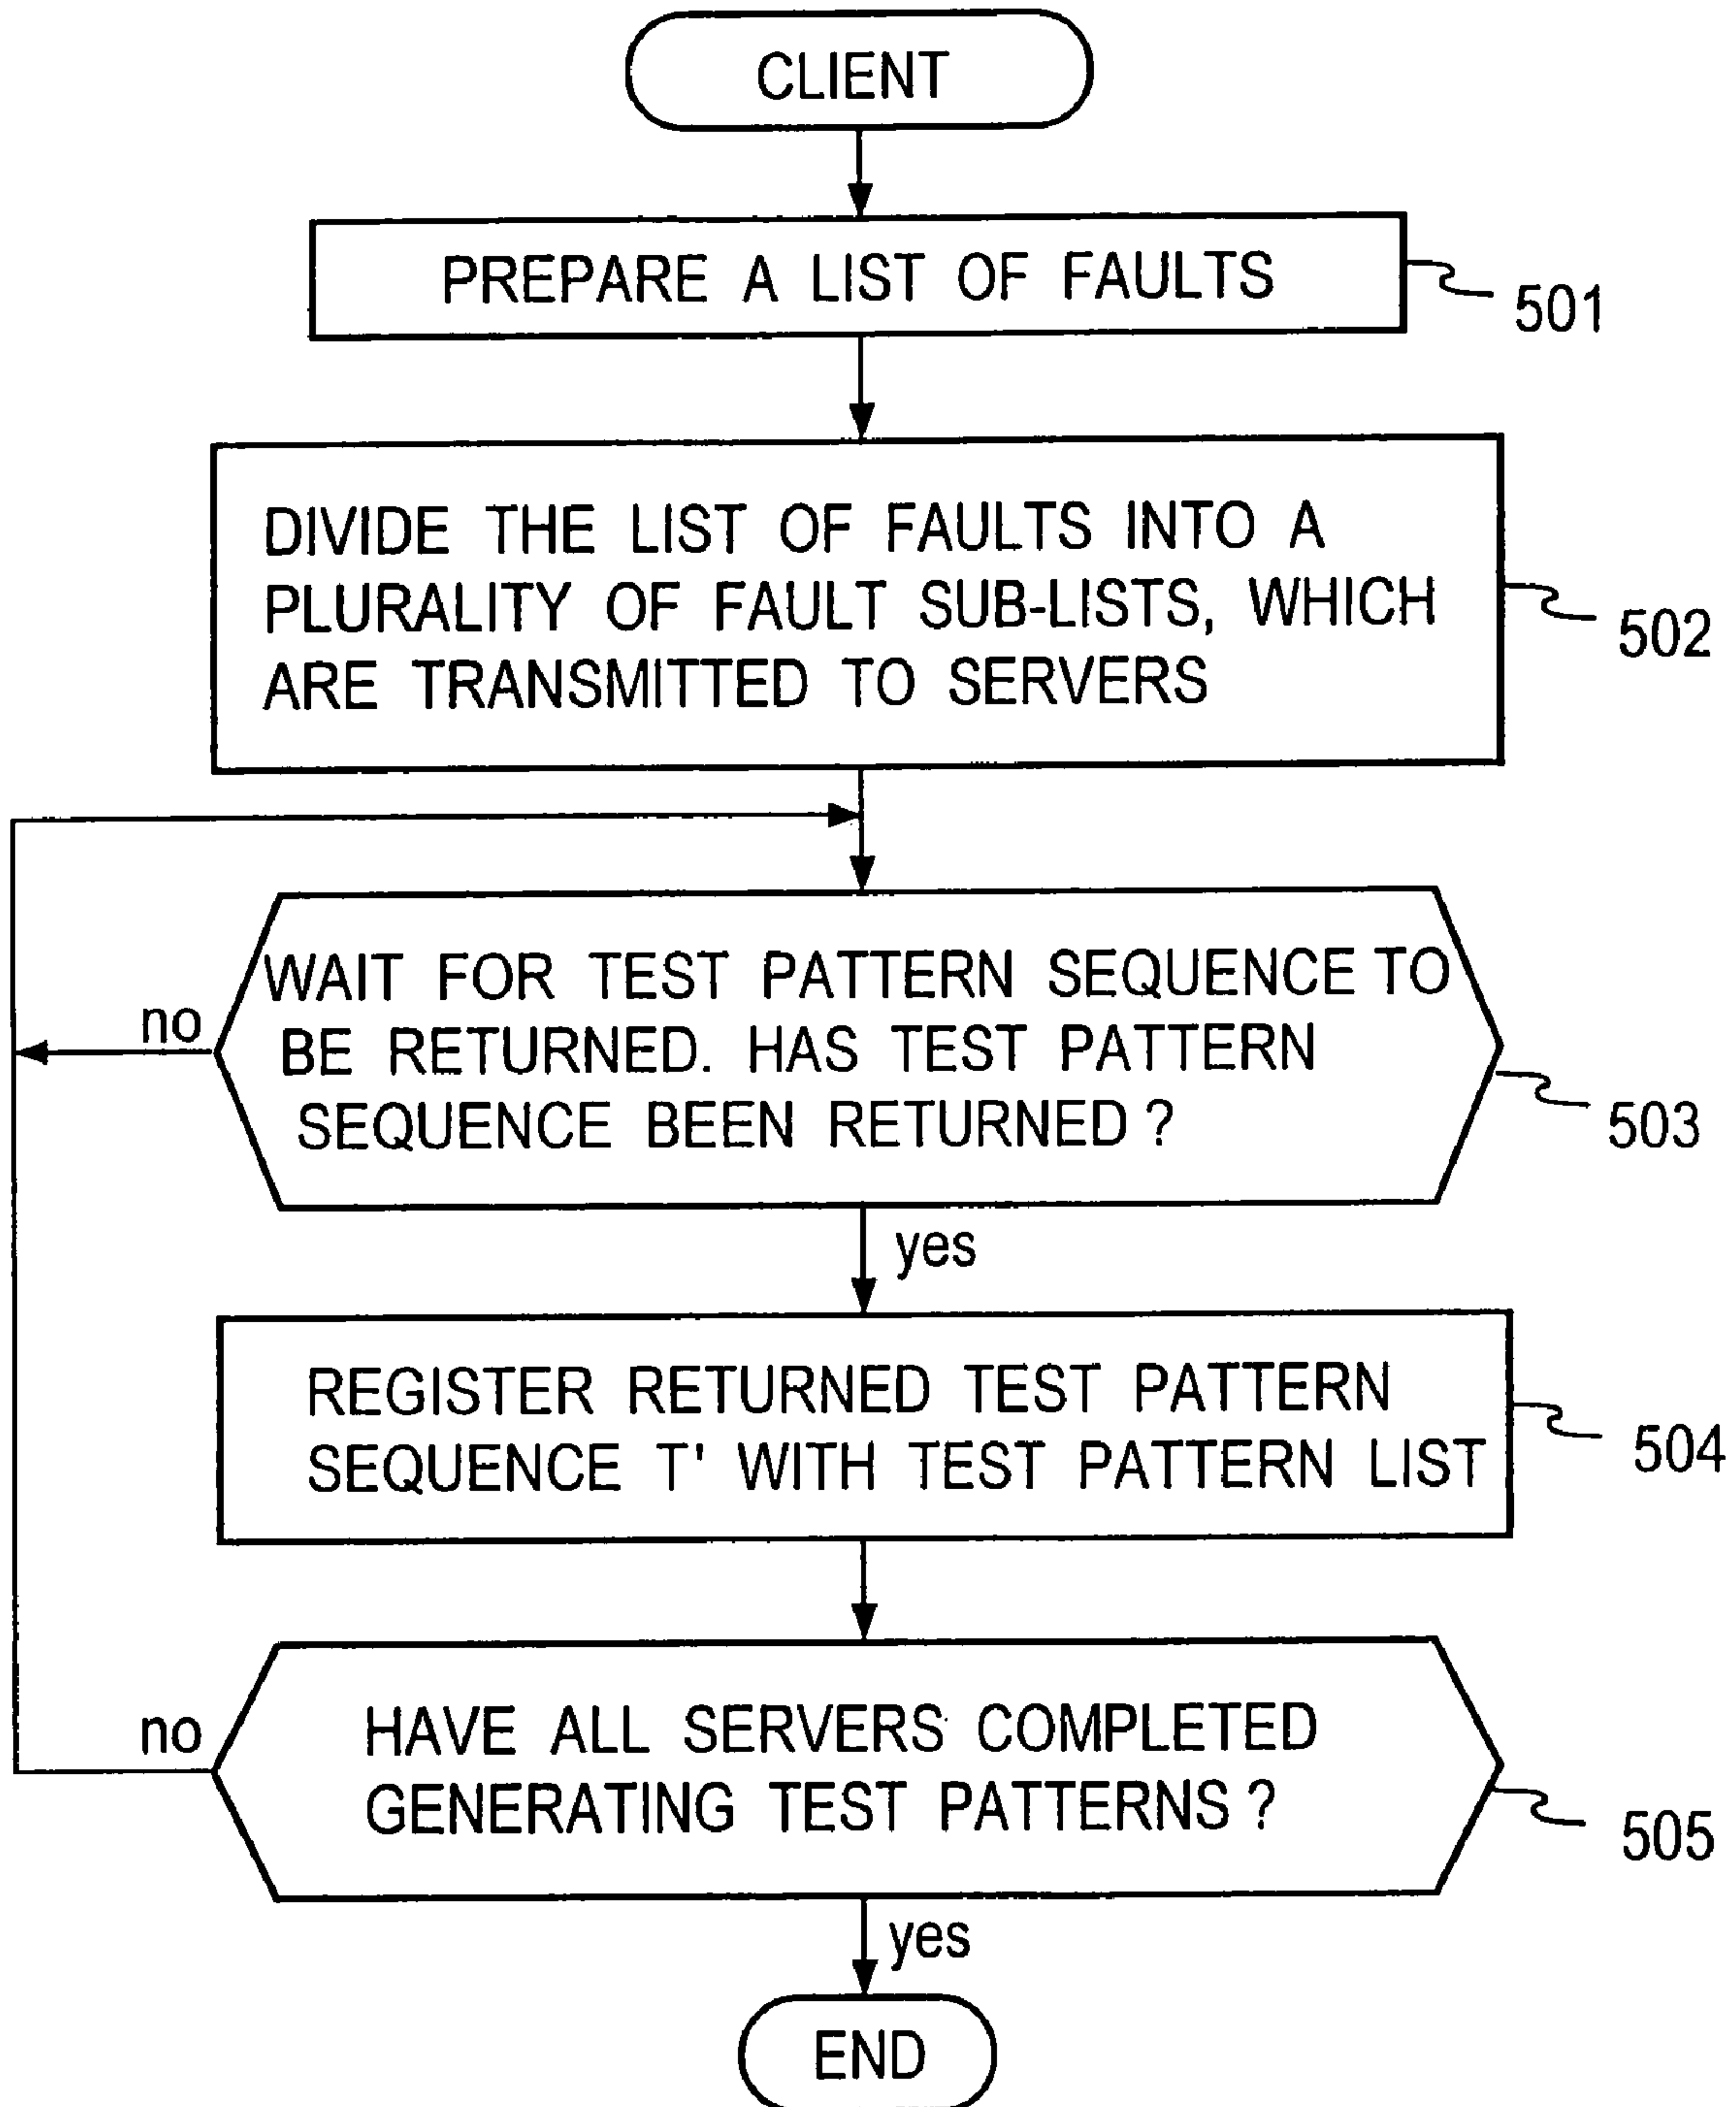 CLIENT
PREPARE A LIST OF FAULTS
501
DIVIDE THE LIST OF FAULTS INTO A
PLURALITY OF FAULT SUB-LISTS, WHICH
ARE TRANSMITTED TO SERVERS
502
WAIT FOR TEST PATTERN SEQUENCE TO
BE RETURNED. HAS TEST PATTERN
SEQUENCE BEEN RETURNED ?
no
503
yes
REGISTER RETURNED TEST PATTERN
SEQUENCE T' WITH TEST PATTERN LIST
504
HAVE ALL SERVERS COMPLETED
GENERATING TEST PATTERNS ?
no
505
yes
END